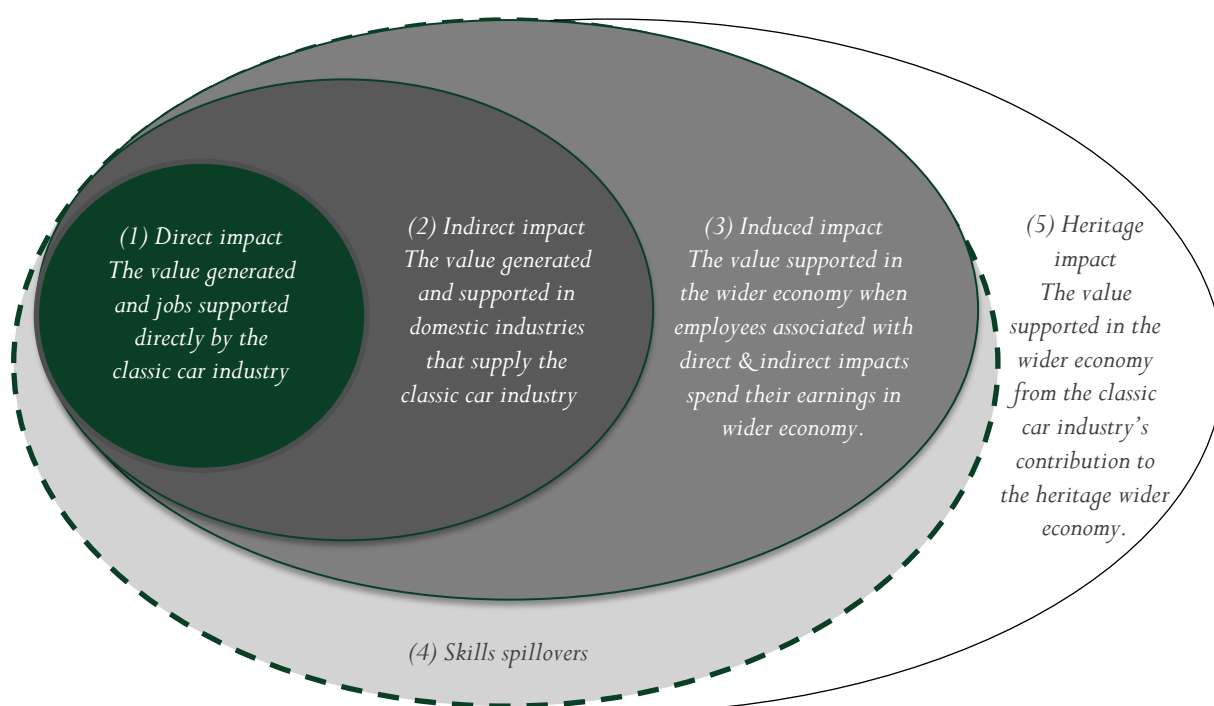 (1) Direct impact
The value generated
and jobs supported
directly by the
classic car industry
(2) Indirect impact
The value generated
and supported in
domestic industries
that supply the
classic car industry
(3) Induced impact
The value supported in
the wider economy when
employees associated with
direct & indirect impacts
spend their earnings in
wider economy.
(5) Heritage
impact
The value
supported in the
wider economy
from the classic
car industry's
contribution to
the heritage wider
economy.
(4) Skills spillovers